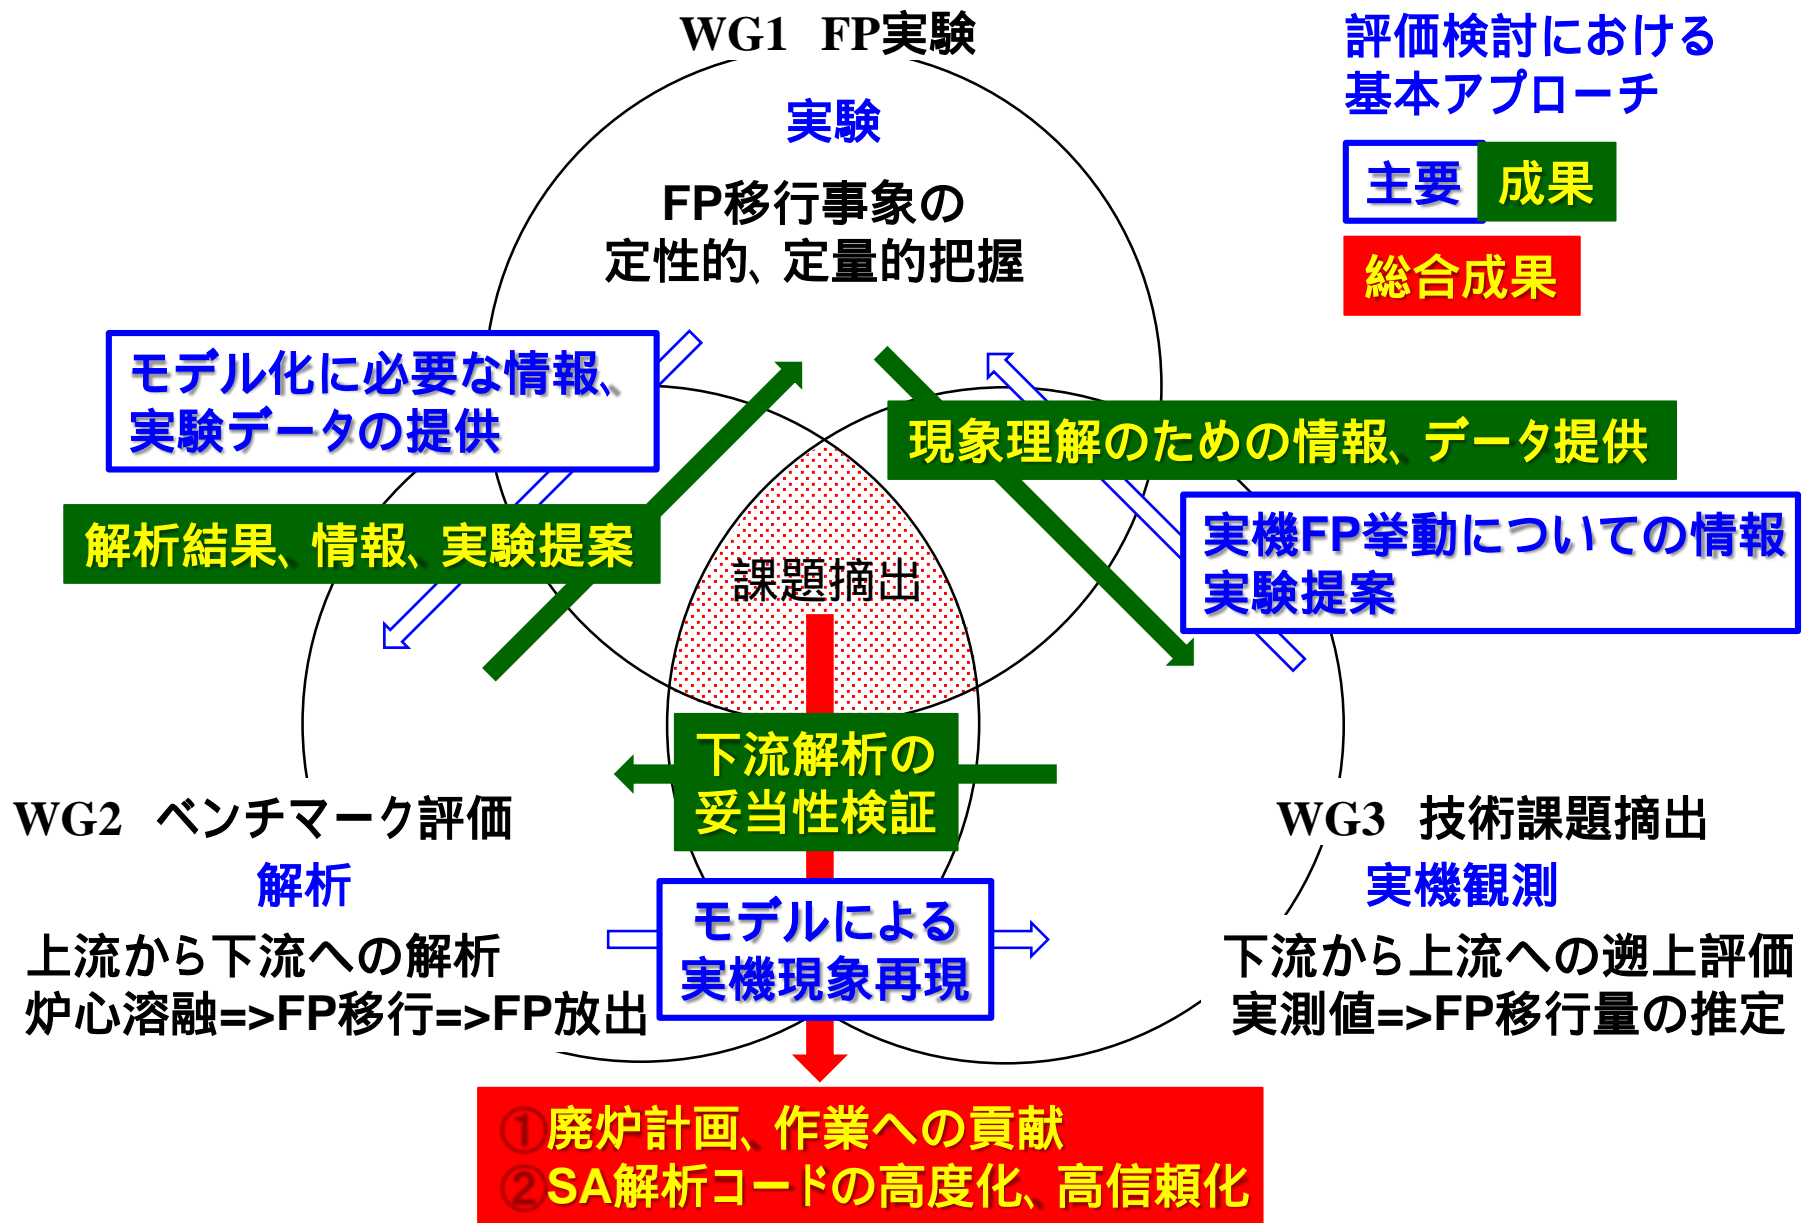 WG1 FP実験
評価検討における
基本アプローチ
実験
主要
成果
FP移行事象の
定性的、定量的把握
総合成果
モデル化に必要な情報、
実験データの提供
現象理解のための情報、データ提供
解析結果、情報、実験提案
実機FP挙動についての情報
実験提案
課題摘出
下流解析の
妥当性検証
WG2 ベンチマーク評価
解析
上流から下流への解析
炉心溶融=>FP移行=>FP放出
モデルによる
実機現象再現
WG3 技術課題摘出
実機観測
下流から上流への遡上評価
実測値=>FP移行量の推定
①廃炉計画、作業への貢献
②SA解析コードの高度化、高信頼化